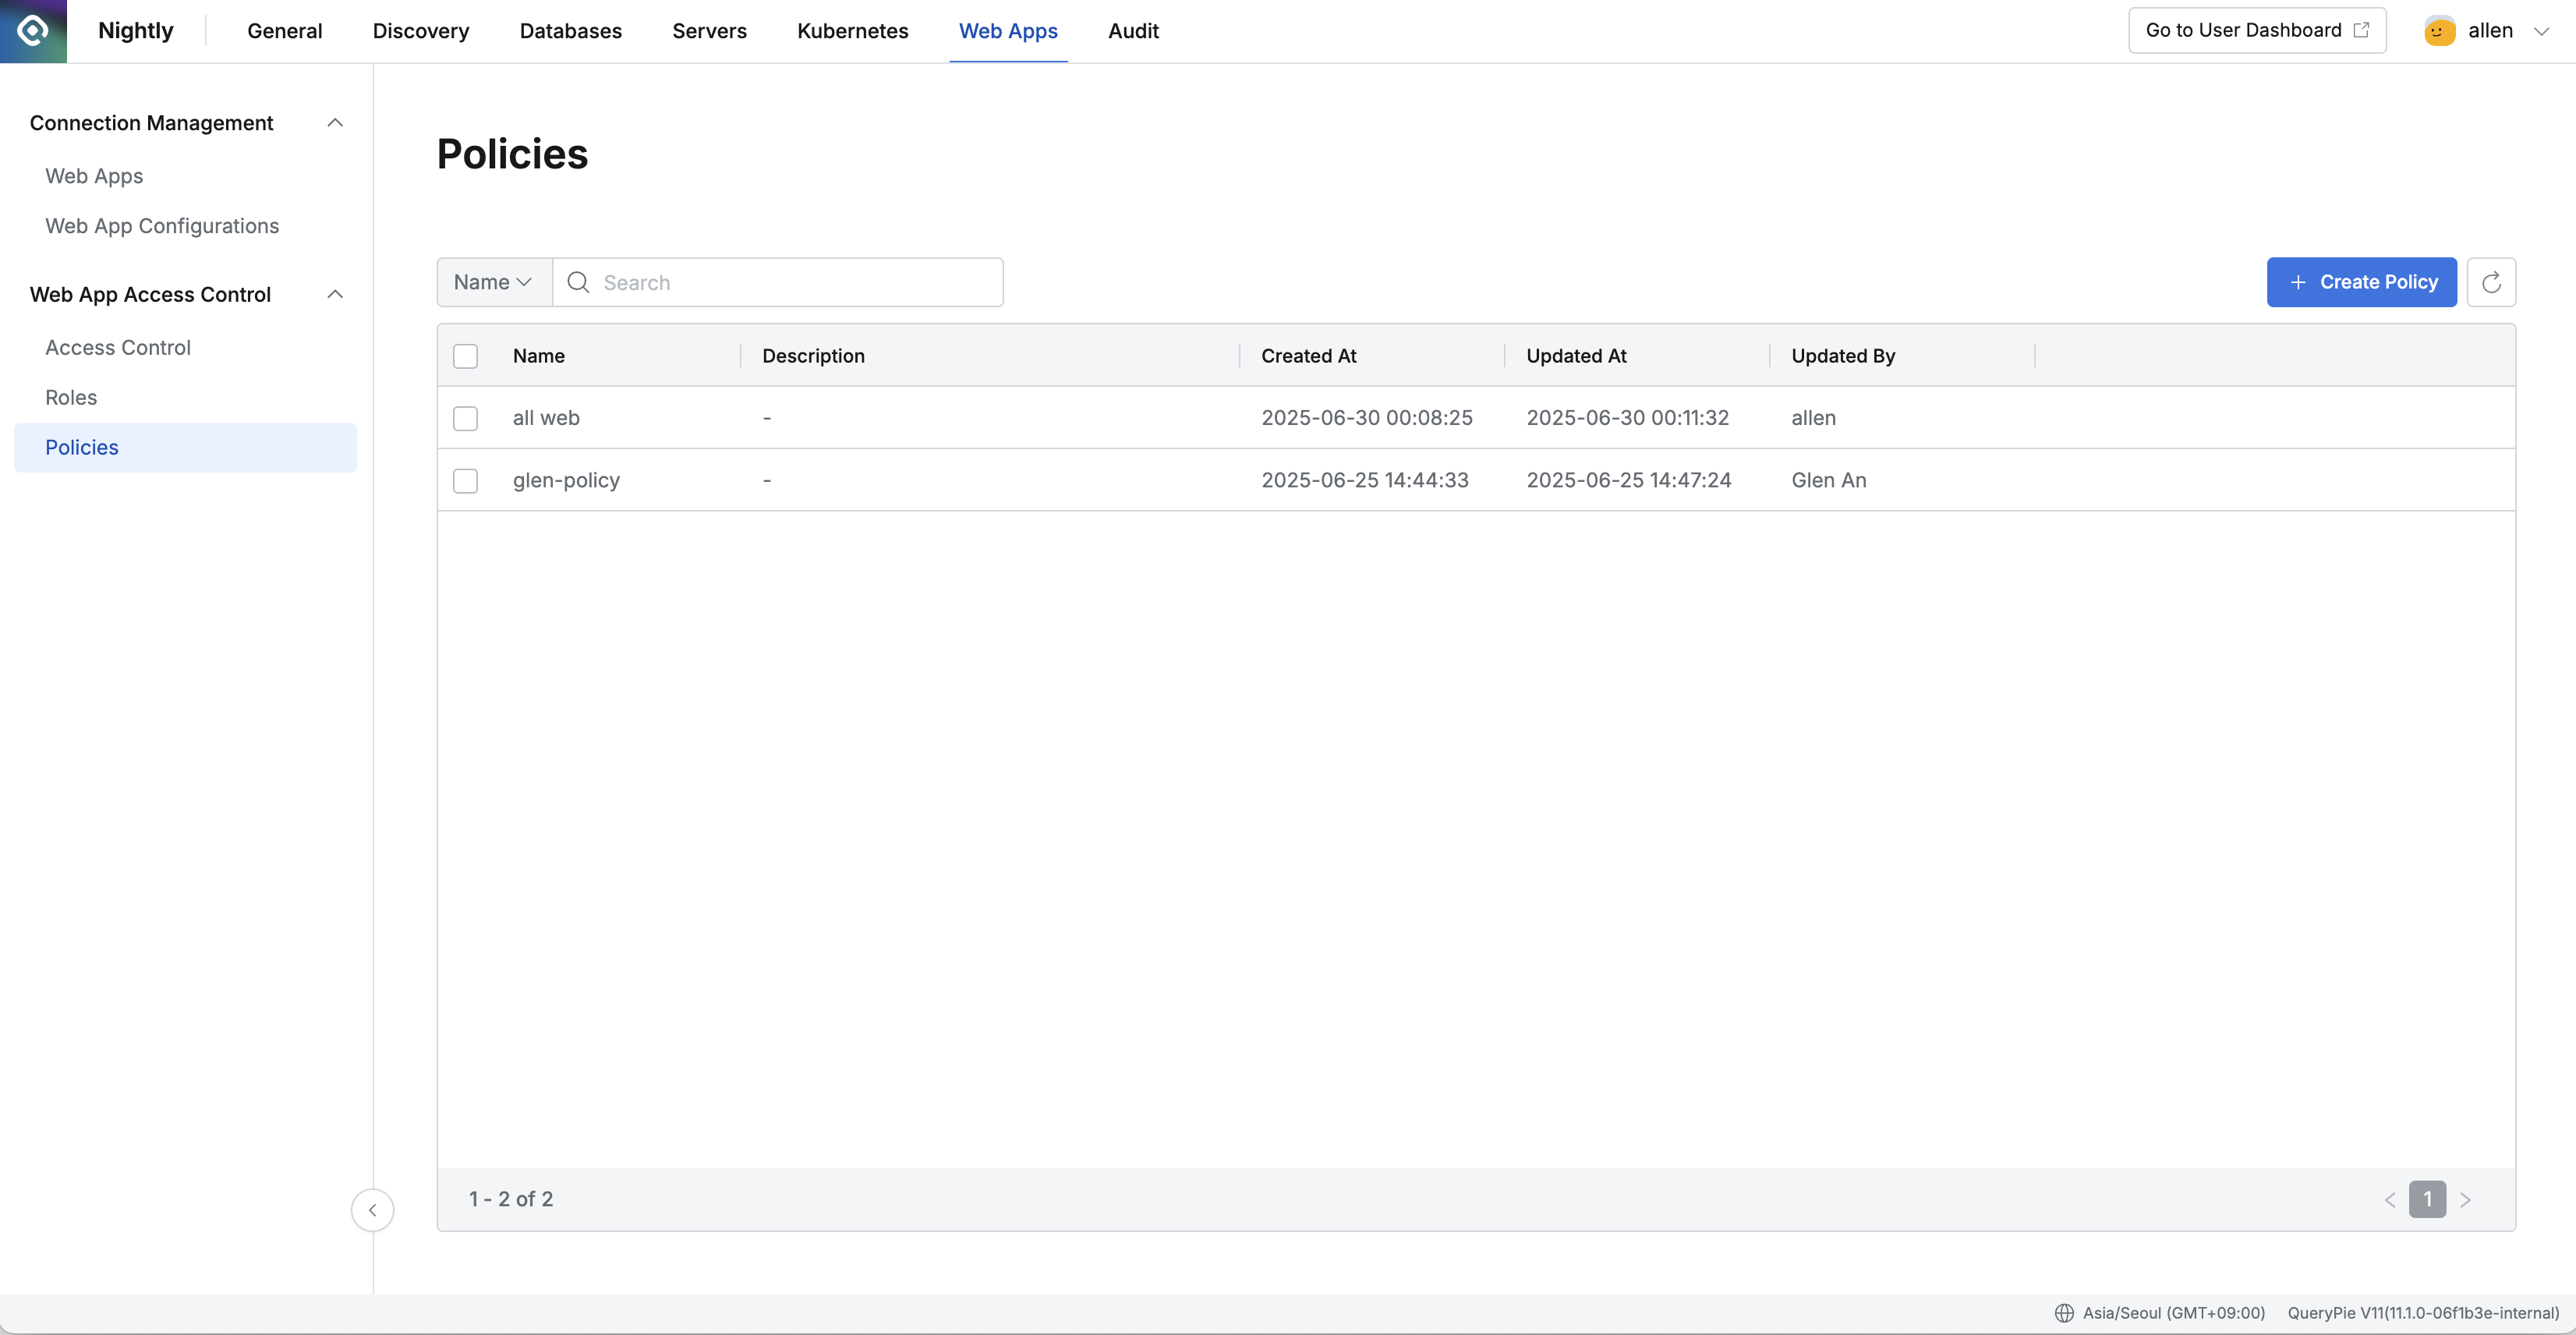 Nightly General Discovery Databases Servers Kubernetes Web Apps Audit Go to User Dashboard allen
Connection Management
Web Apps
Web App Configurations
Web App Access Control
Access Control
Roles
Policies
Policies
Name Search Create Policy
Name Description Created At Updated At Updated By
all web - 2025-06-30 00:08:25 2025-06-30 00:11:32 allen
glen-policy - 2025-06-25 14:44:33 2025-06-25 14:47:24 Glen An
1 - 2 of 2 1
Asia/Seoul (GMT+09:00) QueryPie V11(11.1.0-06f1b3e-internal)